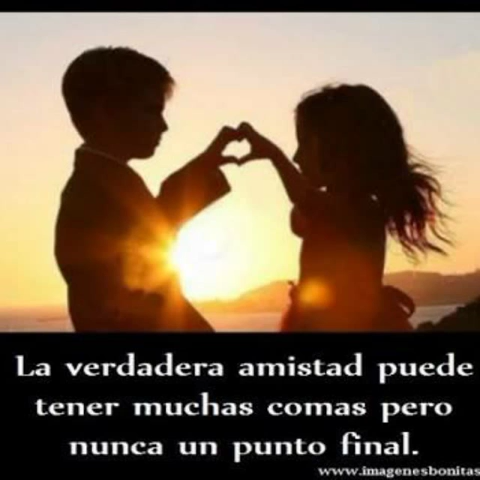 La verdadera amistad puede
tener muchas comas pero
nunca un punto final.
www.imagenesbonitas